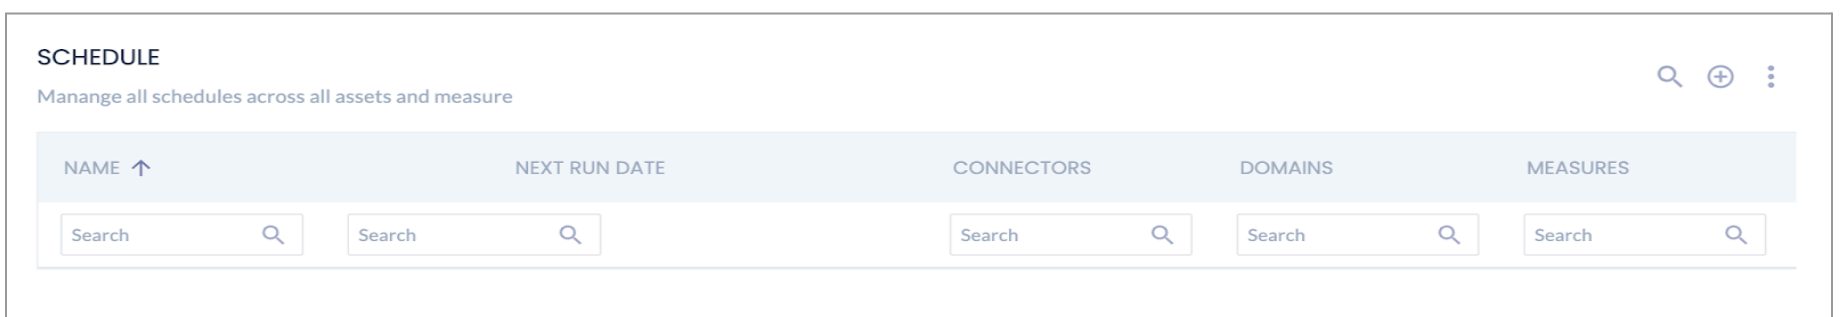 SCHEDULE
Manange all schedules across all assets and measure
NAME NEXT RUN DATE CONNECTORS DOMAINS MEASURES
Search Search Search Search Search